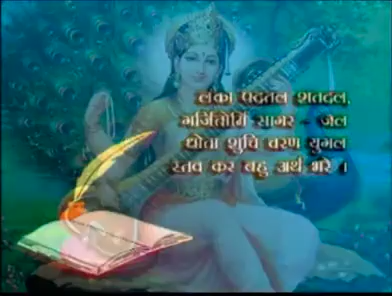 लंका पदतल शतदल,
गर्जितोर्मि सागर - जल
धोता शुचि चरण युगल
स्तव कर बहु अर्थ भरे ।